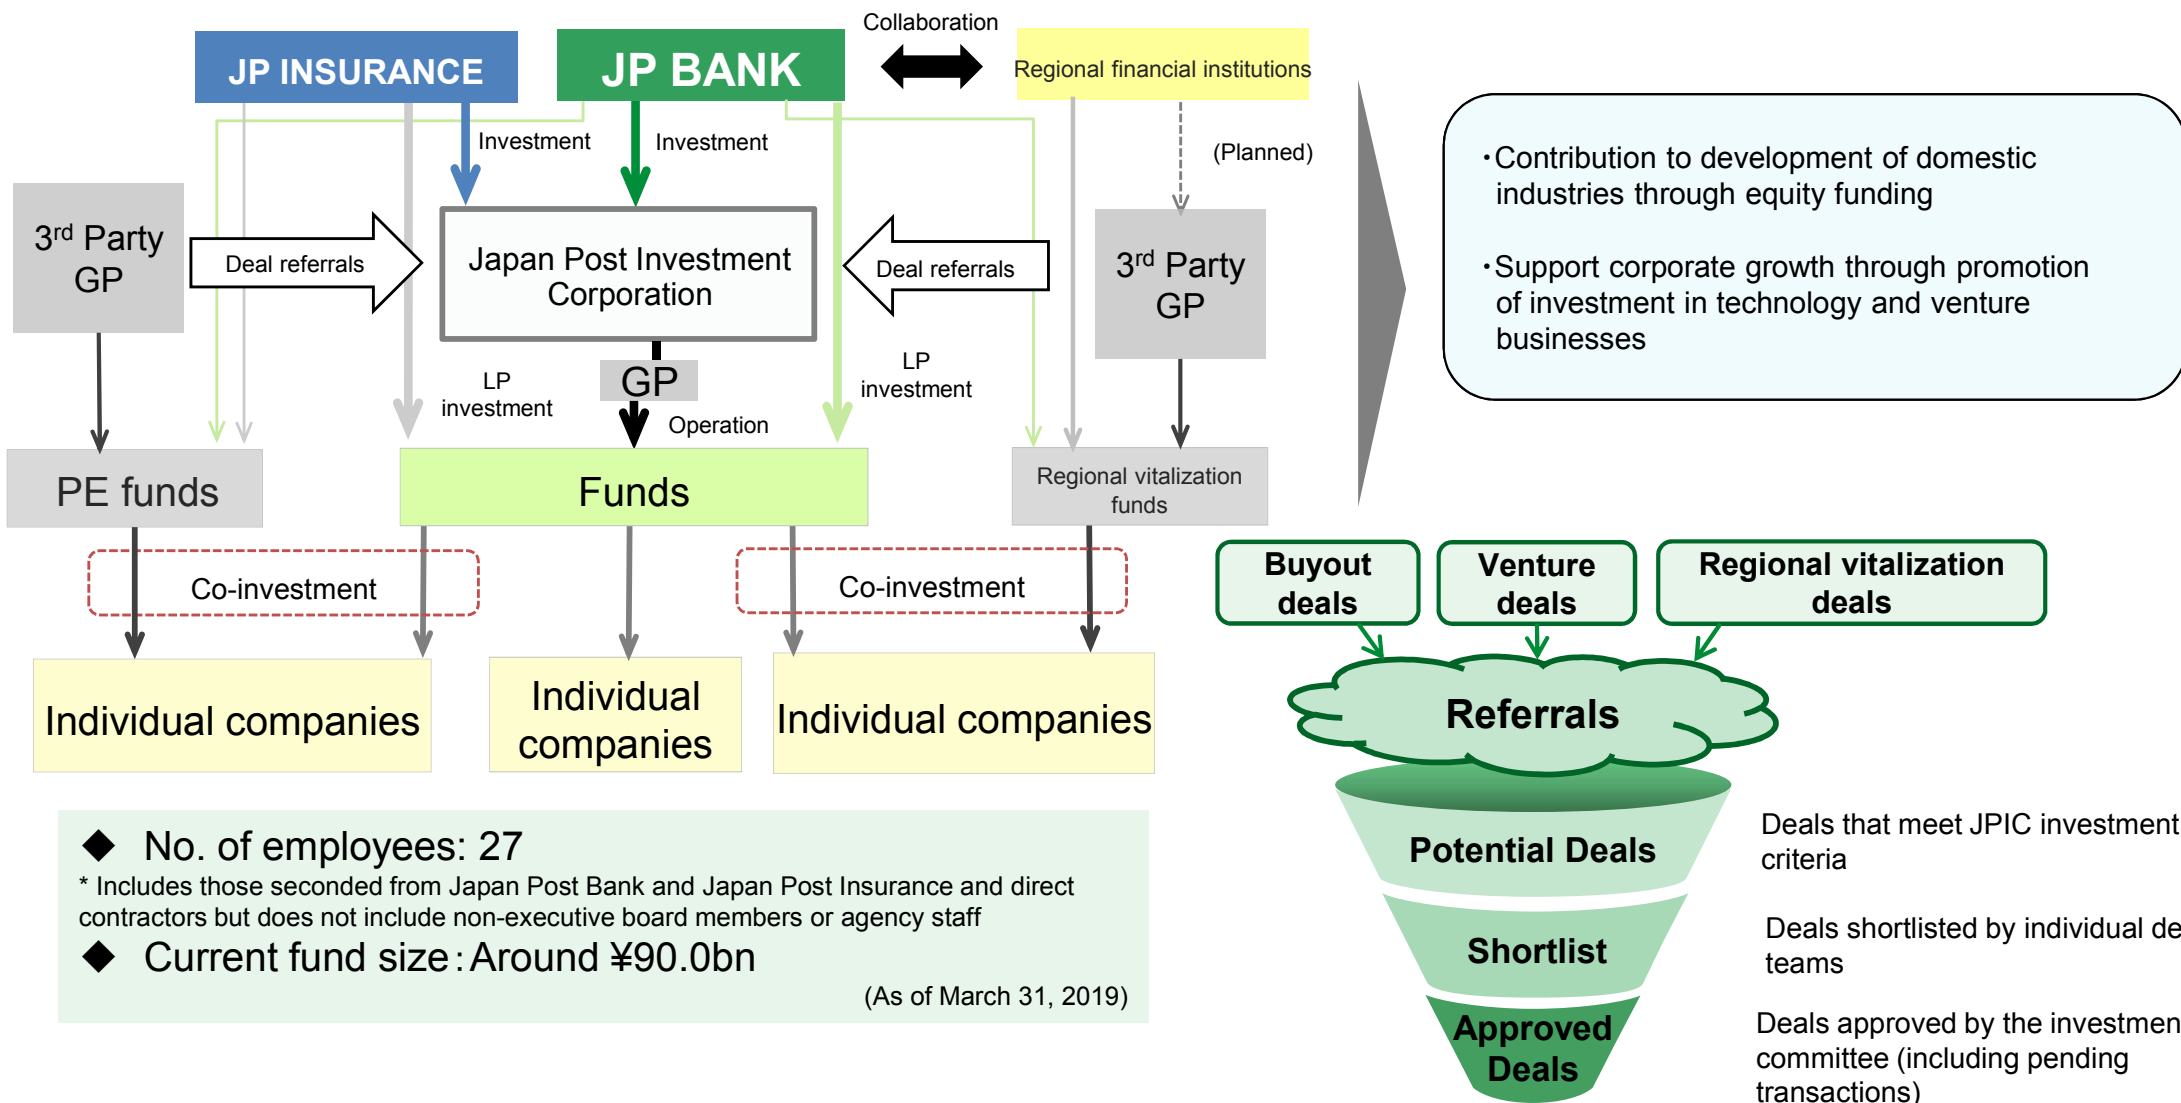 Collaboration
JP INSURANCE
JP BANK
Regional financial institutions
Investment
Investment
(Planned)
3rd Party
GP
Deal referrals
Japan Post Investment
Corporation
Deal referrals
3rd Party
GP
LP
investment
GP
LP
investment
Operation
PE funds
Funds
Regional vitalization
funds
Co-investment
Co-investment
Individual companies
Individual
companies
Individual companies
◆ No. of employees: 27
* Includes those seconded from Japan Post Bank and Japan Post Insurance and direct
contractors but does not include non-executive board members or agency staff
◆ Current fund size: Around ¥90.0bn
(As of March 31, 2019)
・Contribution to development of domestic
industries through equity funding
・Support corporate growth through promotion
of investment in technology and venture
businesses
Buyout
deals
Venture
deals
Regional vitalization
deals
Referrals
Potential Deals
Deals that meet JPIC investment
criteria
Shortlist
Deals shortlisted by individual de
teams
Approved
Deals
Deals approved by the investmen
committee (including pending
transactions)